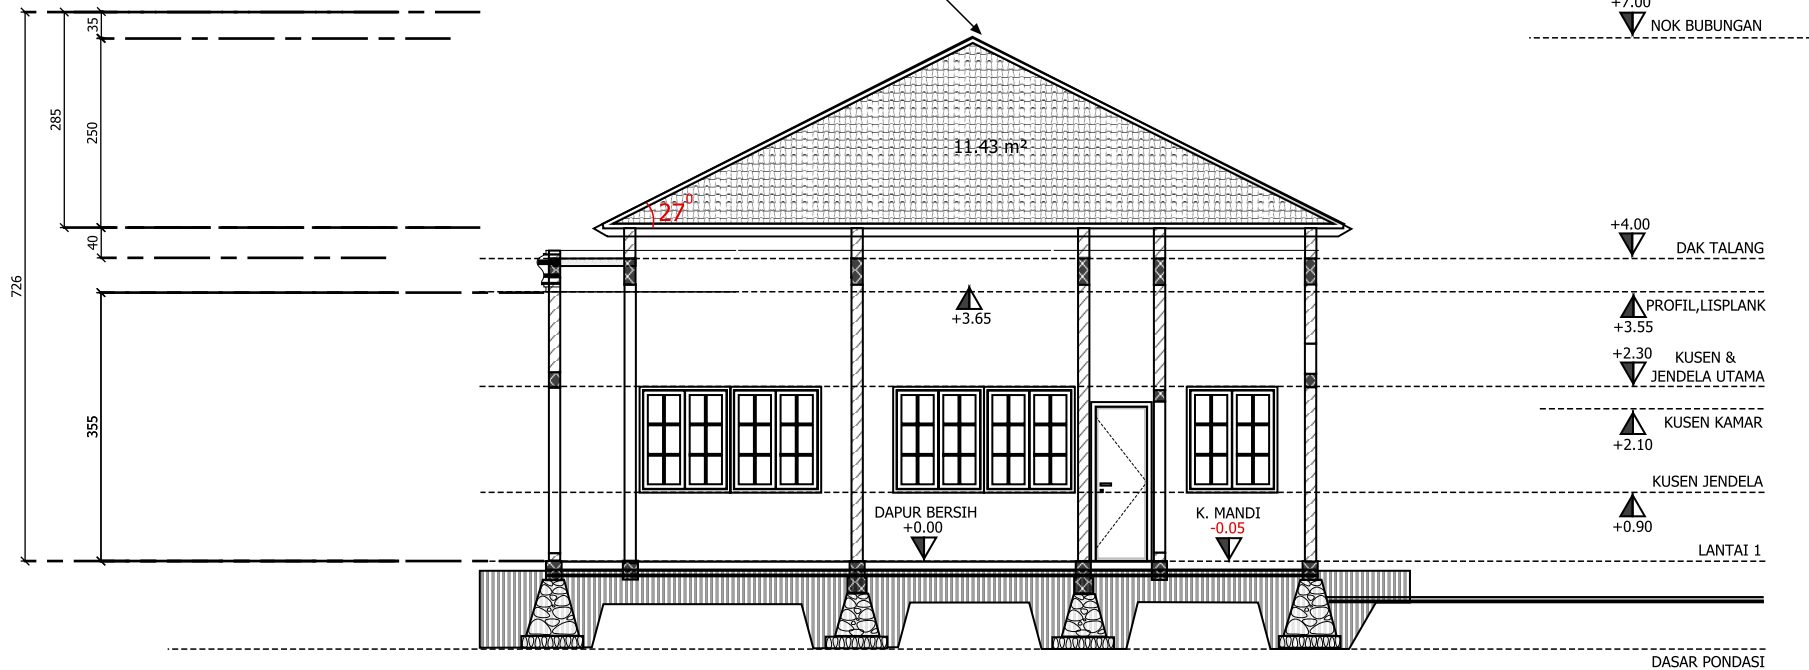 +7.00
NOK BUBUNGAN
35
285
250
11.43 m²
27⁰
40
+4.00
DAK TALANG
726
+3.65
PROFIL,LISPLANK
+3.55
+2.30
KUSEN &
JENDELA UTAMA
355
KUSEN KAMAR
+2.10
KUSEN JENDELA
DAPUR BERSIH
+0.00
K. MANDI
-0.05
+0.90
LANTAI 1
DASAR PONDASI